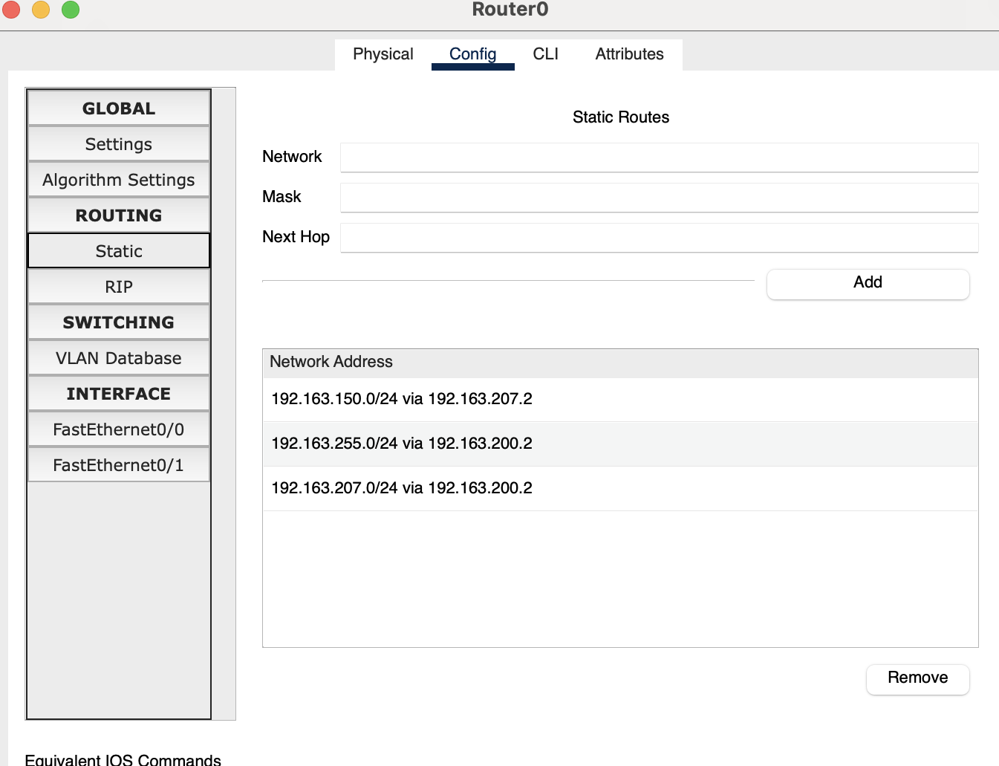 Router0
Physical Config CLI Attributes
GLOBAL
Settings
Algorithm Settings
ROUTING
Static
RIP
SWITCHING
VLAN Database
INTERFACE
FastEthernet0/0
FastEthernet0/1
Static Routes
Network
Mask
Next Hop
Add
Network Address
192.163.150.0/24 via 192.163.207.2
192.163.255.0/24 via 192.163.200.2
192.163.207.0/24 via 192.163.200.2
Remove
Equivalent IOS Commands